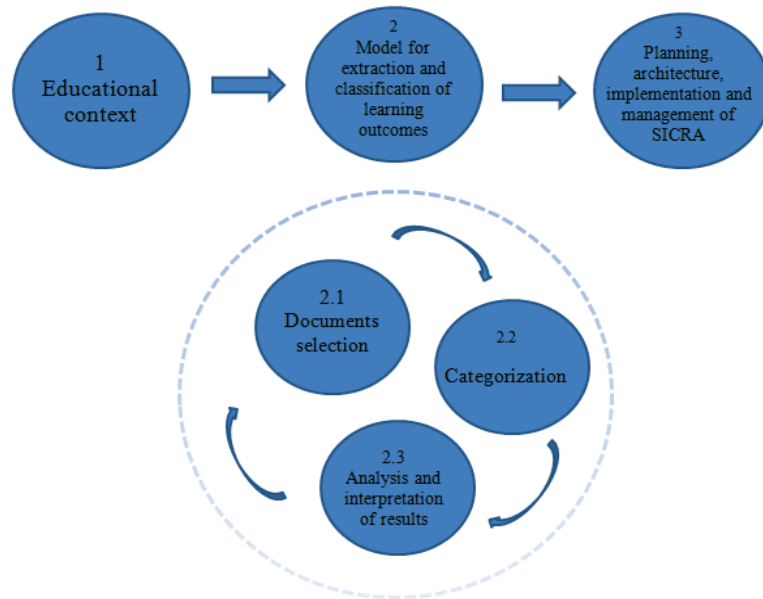 1
Educational
context
2
Model for
extraction and
classification of
learning
outcomes
3
Planning,
architecture,
implementation and
management of
SICRA
2.1
Documents
selection
2.2
Categorization
2.3
Analysis and
interpretation
of results